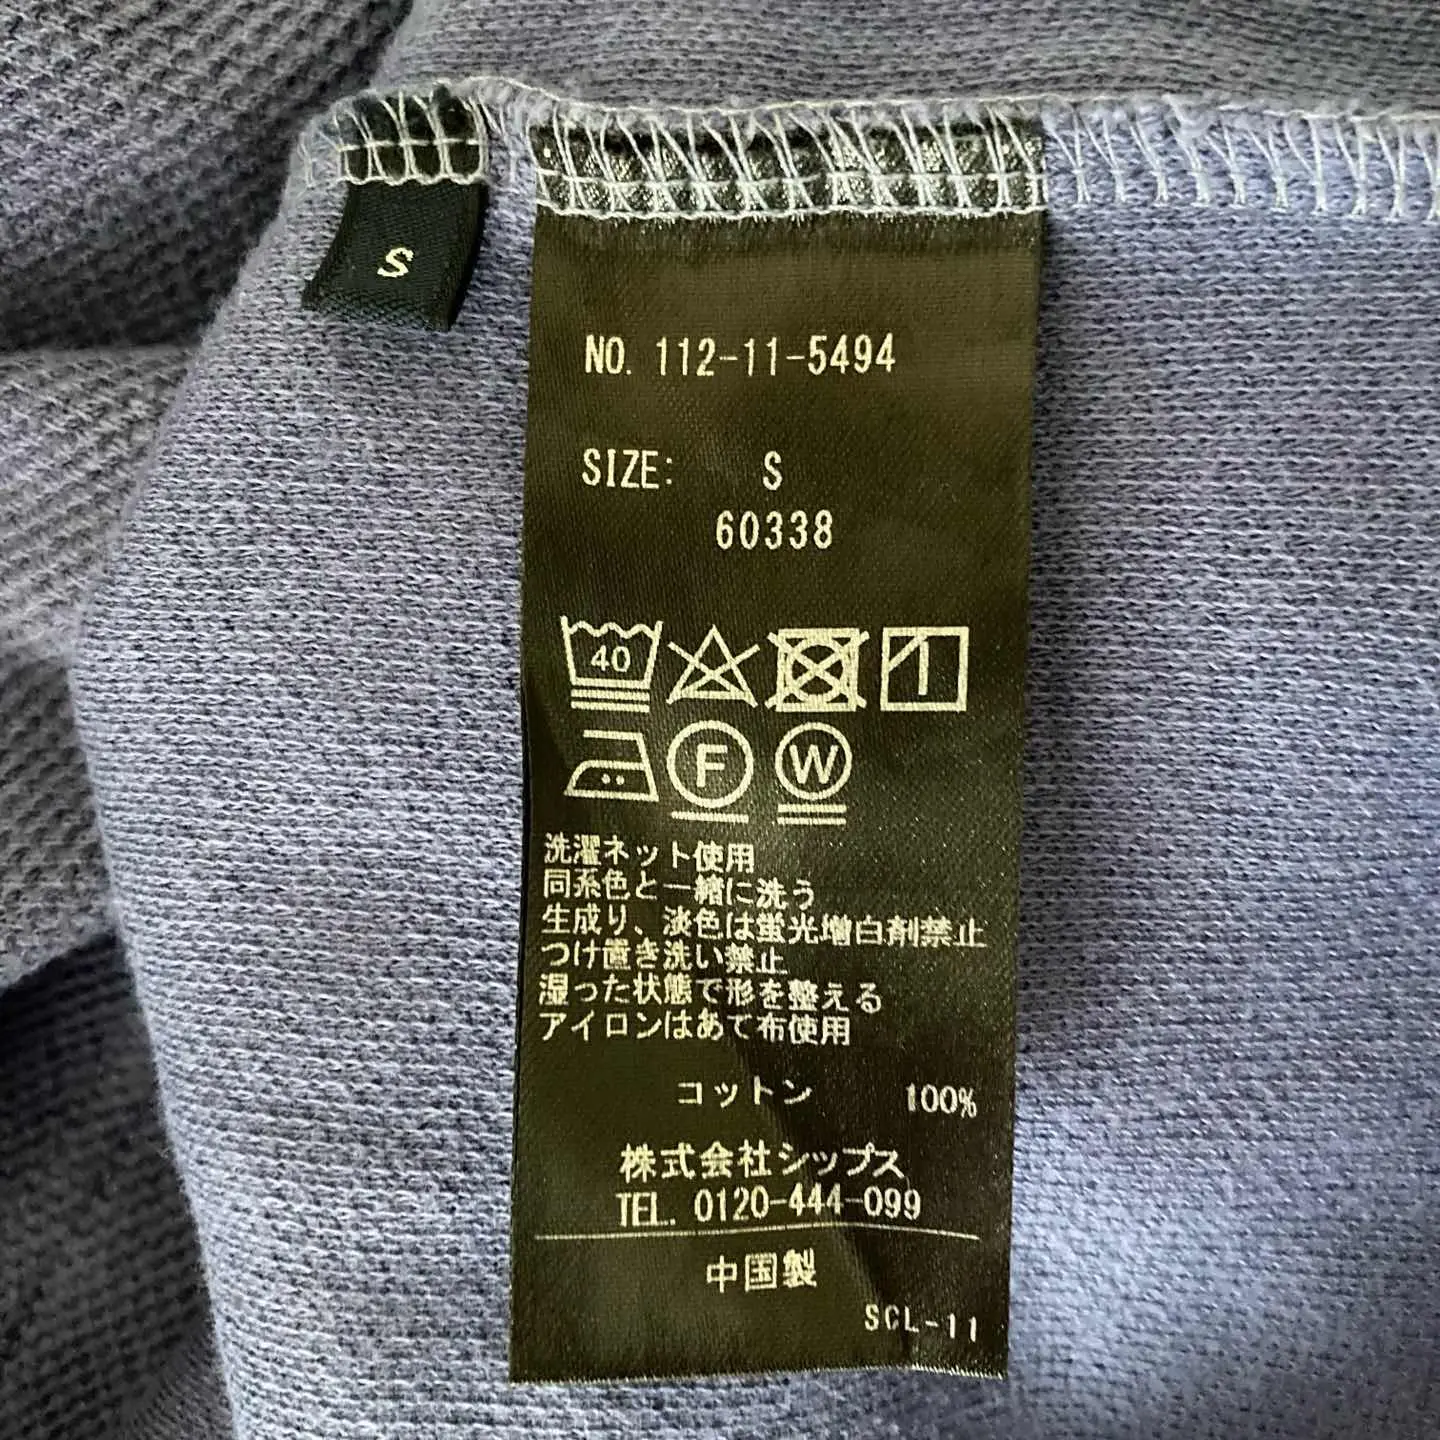 S
NO. 112-11-5494
SIZE: S
60338
40
F W
洗濯ネット使用
同系色と一緒に洗う
生成り、淡色は蛍光増白剤禁止
つけ置き洗い禁止
湿った状態で形を整える
アイロンはあて布使用
コットン 100%
株式会社シップス
TEL. 0120-444-099
中国製
SCL-11